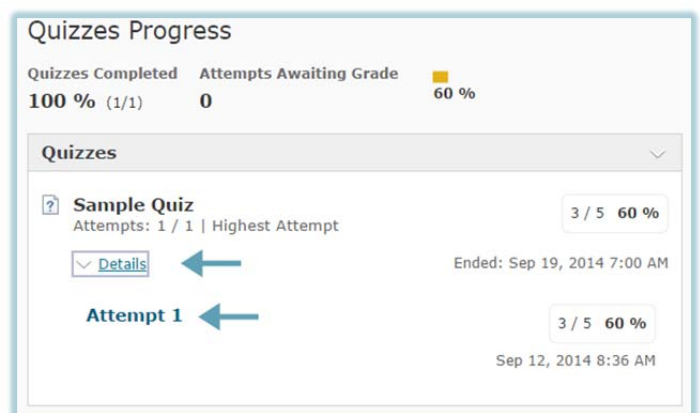 Quizzes Progress
Quizzes Completed Attempts Awaiting Grade
100 % (1/1) 0 60 %
Quizzes
Sample Quiz
3 / 5 60 %
Attempts: 1 / 1 | Highest Attempt
Details Ended: Sep 19, 2014 7:00 AM
Attempt 1 3 / 5 60 %
Sep 12, 2014 8:36 AM